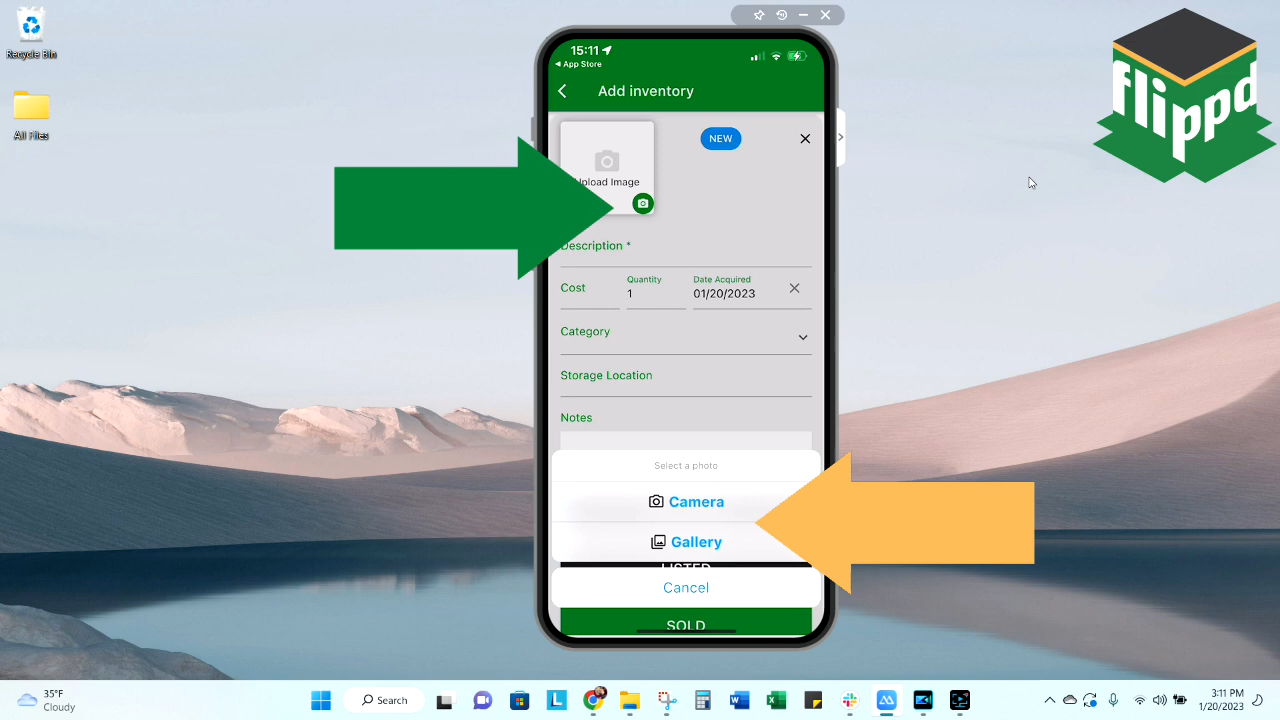 Recycle Bin
All Files
15:11
App Store
Add inventory
Upload Image
NEW
Description *
Cost
Quantity
1
Date Acquired
01/20/2023
Category
Storage Location
Notes
Select a photo
Camera
Gallery
LISTED
Cancel
SOLD
flippd
35°F
Cloudy
Search
3:11 PM
1/20/2023